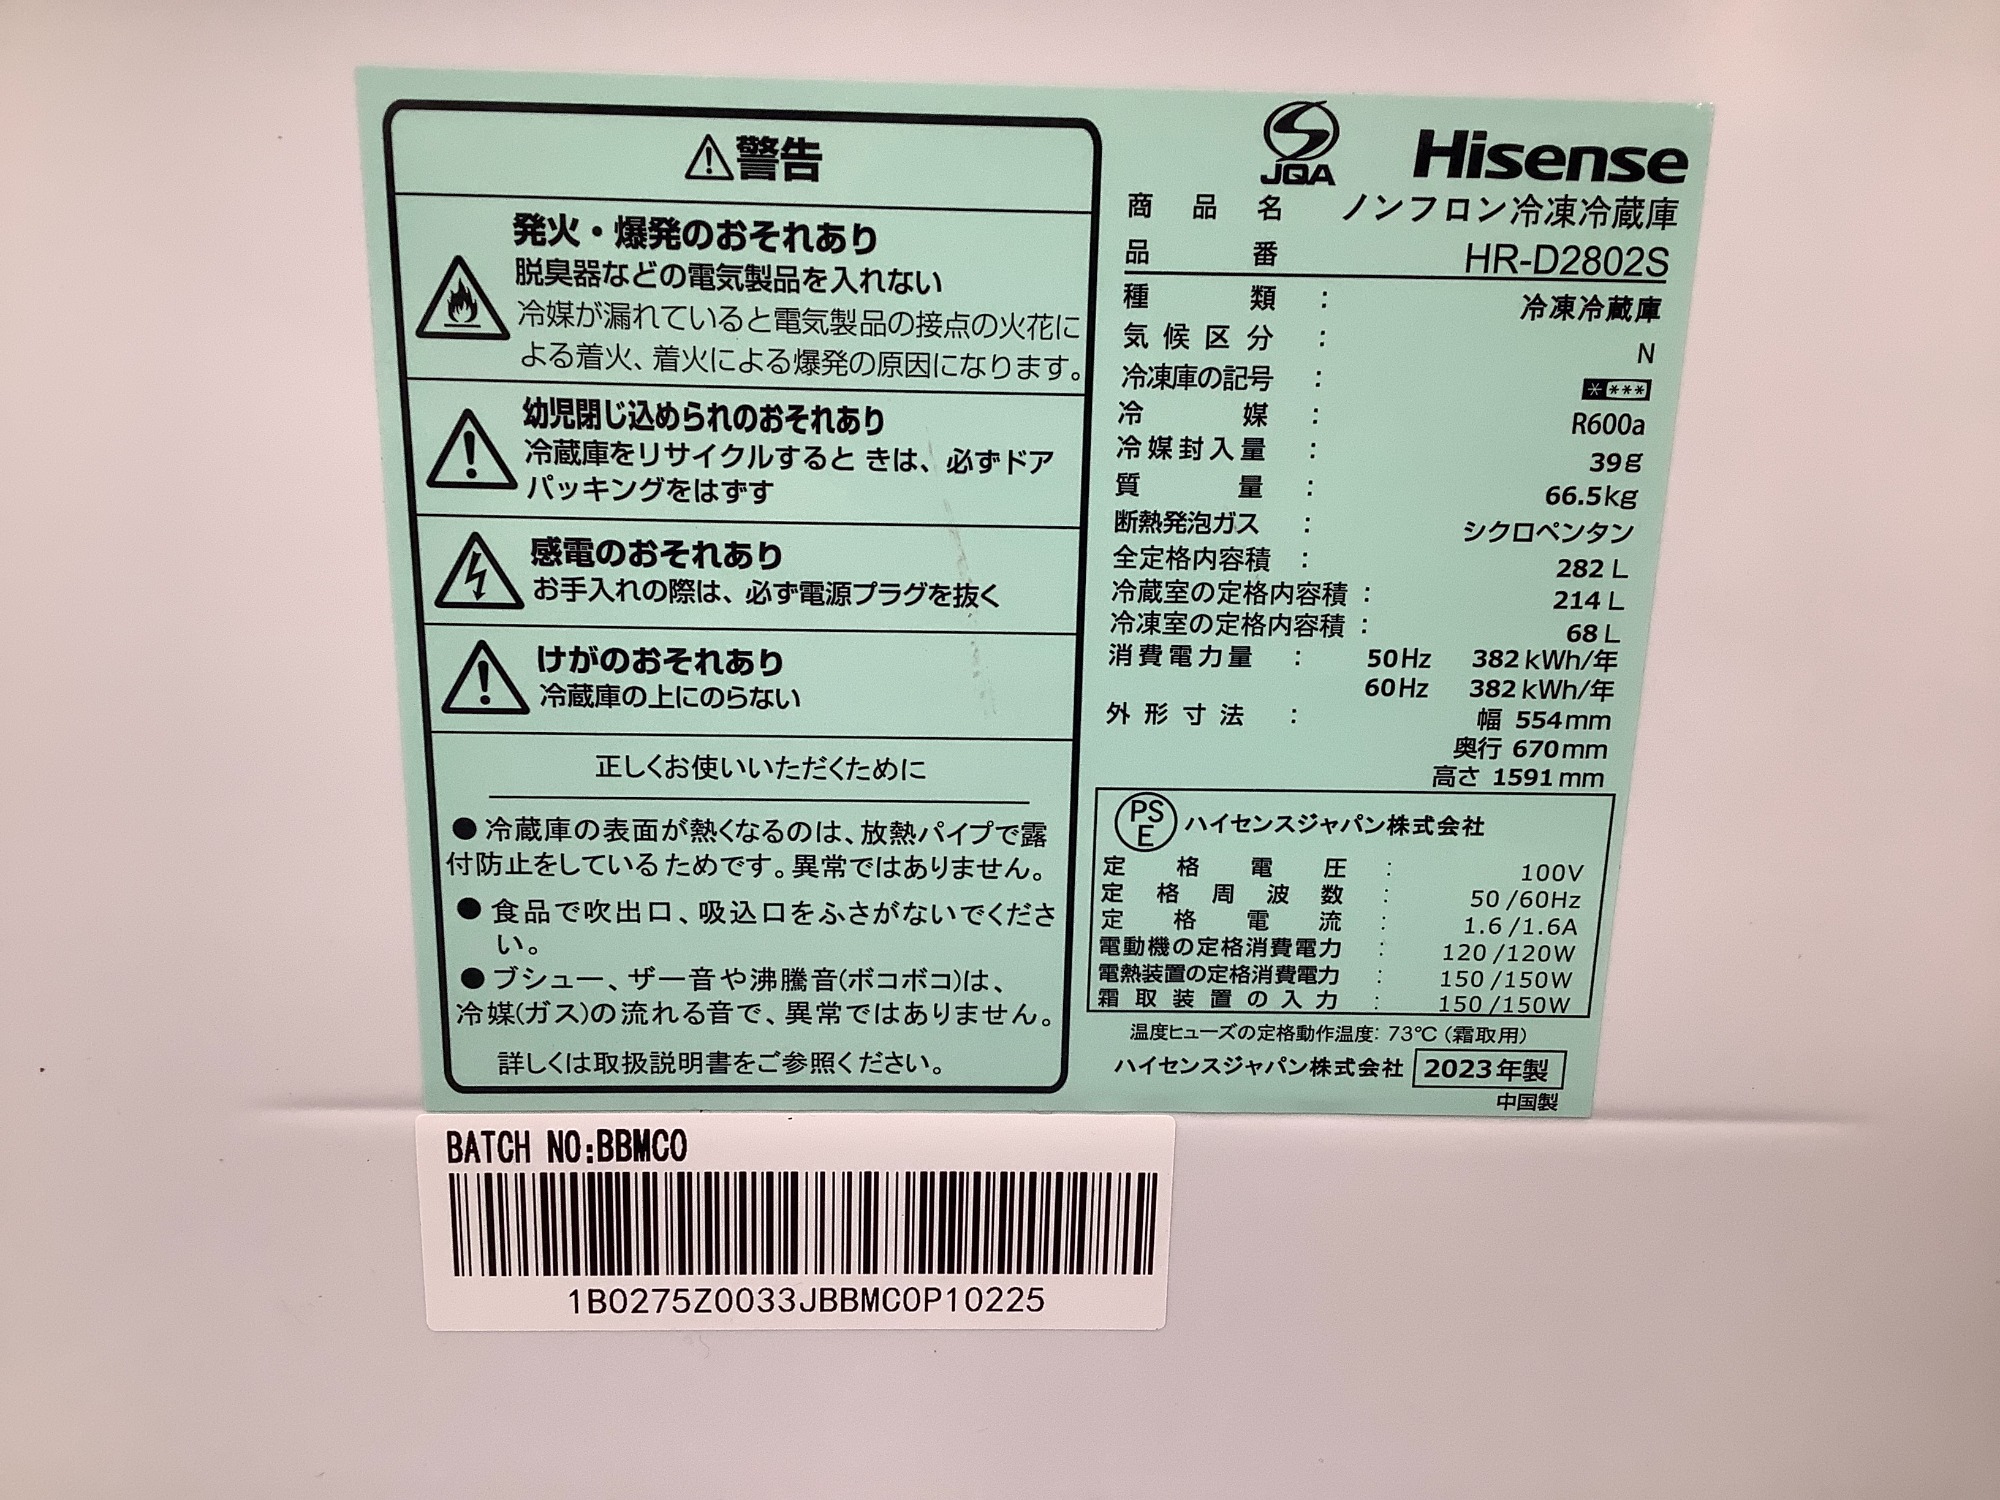 警告
発火・爆発のおそれあり
脱臭器などの電気製品を入れない
冷媒が漏れていると電気製品の接点の火花に
よる着火、着火による爆発の原因になります。
幼児閉じ込められのおそれあり
冷蔵庫をリサイクルすると きは、必ずドア
パッキングをはずす
感電のおそれあり
お手入れの際は、必ず電源プラグを抜く
けがのおそれあり
冷蔵庫の上にのらない
正しくお使いいただくために
●冷蔵庫の表面が熱くなるのは、放熱パイプで露
付防止をしているためです。異常ではありません。
●食品で吹出口、吸込口をふさがないでくださ
い。
●ブシュー、ザー音や沸騰音(ボコボコ)は、
冷媒(ガス)の流れる音で、異常ではありません。
詳しくは取扱説明書をご参照ください。
JQA Hisense
商品名 ノンフロン冷凍冷蔵庫
品番 HR-D2802S
種類: 冷凍冷蔵庫
気候区分: N
冷凍庫の記号: ****
冷媒: R600a
冷媒封入量: 39g
質量: 66.5kg
断熱発泡ガス: シクロペンタン
全定格内容積: 282 L
冷蔵室の定格内容積: 214 L
冷凍室の定格内容積: 68 L
消費電力量: 50Hz 382 kWh/年
60Hz 382 kWh/年
外形寸法: 幅 554mm
奥行 670mm
高さ 1591mm
PSE ハイセンスジャパン株式会社
定格電圧: 100V
定格周波数: 50/60Hz
定格電流: 1.6/1.6A
電動機の定格消費電力: 120/120W
電熱装置の定格消費電力: 150/150W
霜取装置の入力: 150/150W
温度ヒューズの定格動作温度: 73℃(霜取用)
ハイセンスジャパン株式会社 2023年製
中国製
BATCH NO:BBMC0
1B0275Z0033JBBMC0P10225